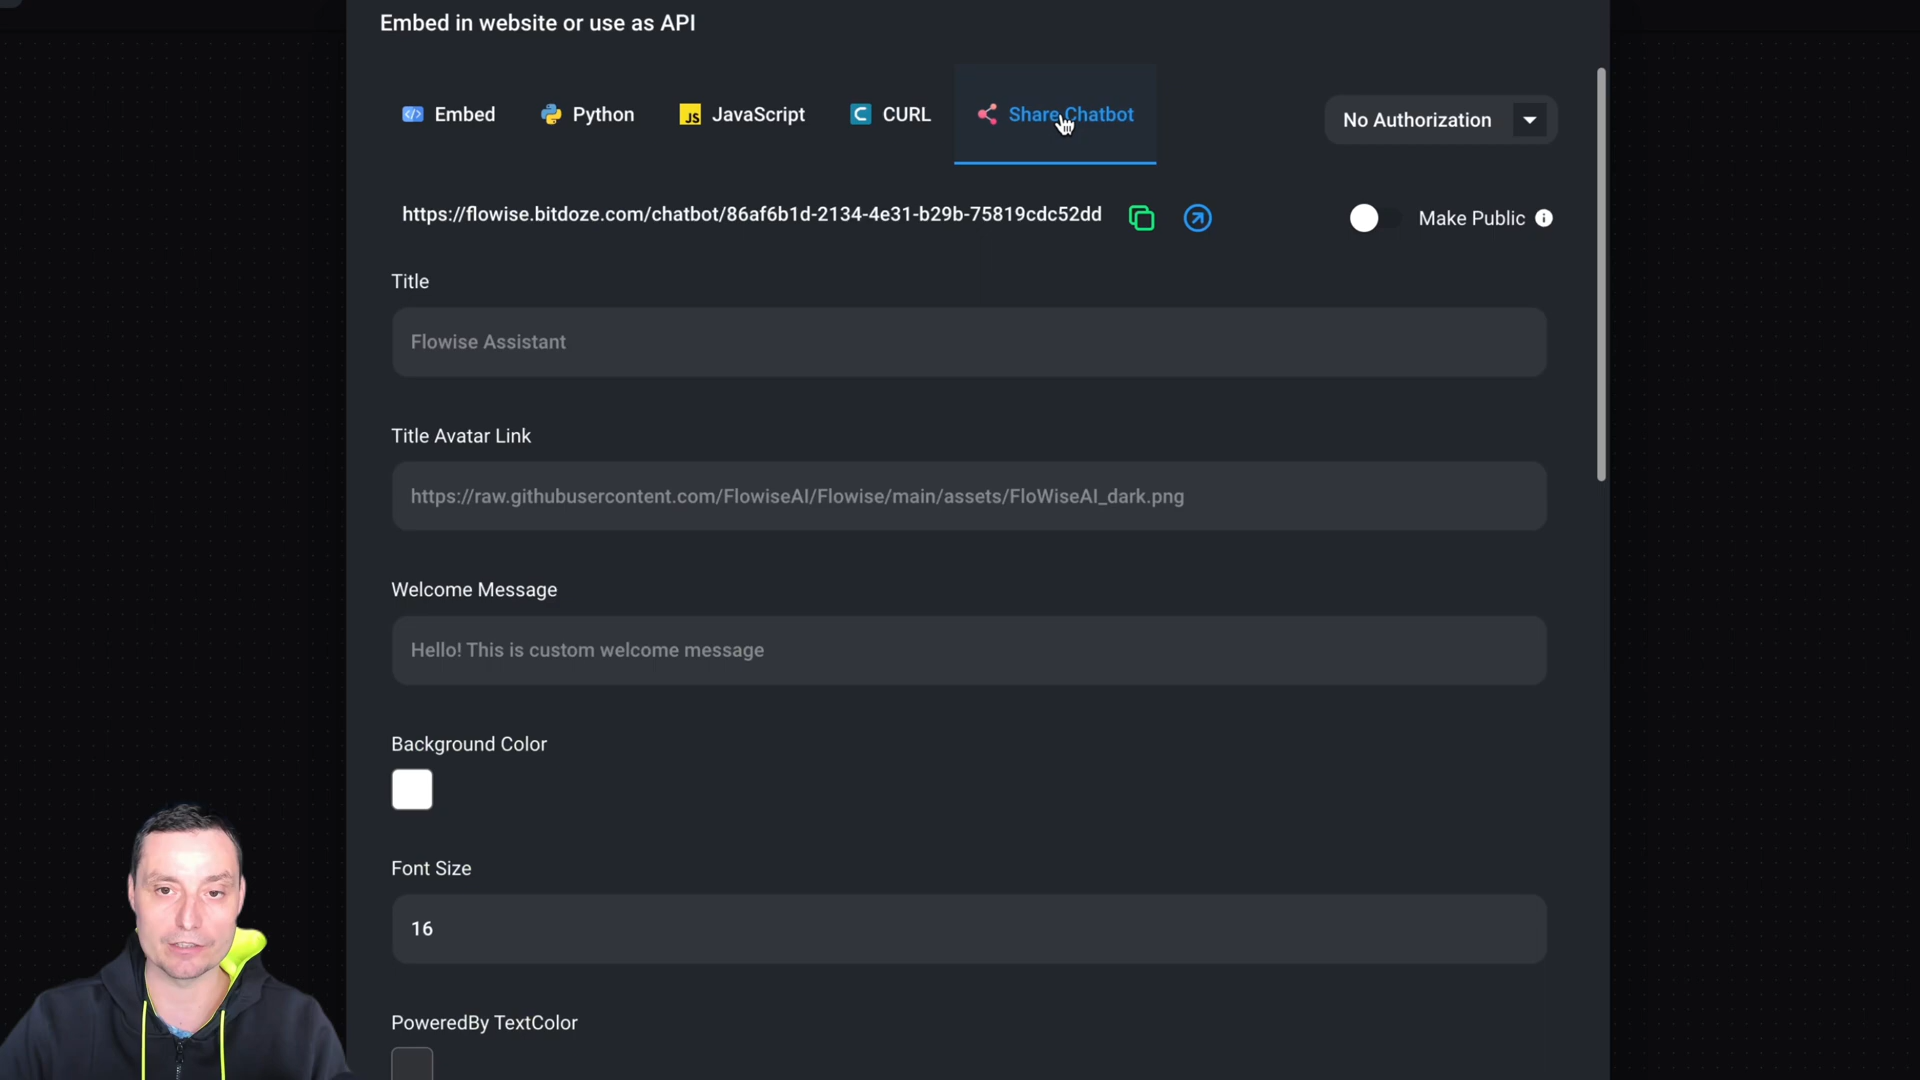 Embed in website or use as API
Embed
Python
JS JavaScript
C CURL
Share Chatbot
No Authorization
https://flowise.bitdoze.com/chatbot/86af6b1d-2134-4e31-b29b-75819cdc52dd
Make Public
Title
Flowise Assistant
Title Avatar Link
https://raw.githubusercontent.com/FlowiseAI/Flowise/main/assets/FloWiseAI_dark.png
Welcome Message
Hello! This is custom welcome message
Background Color
Font Size
16
PoweredBy TextColor